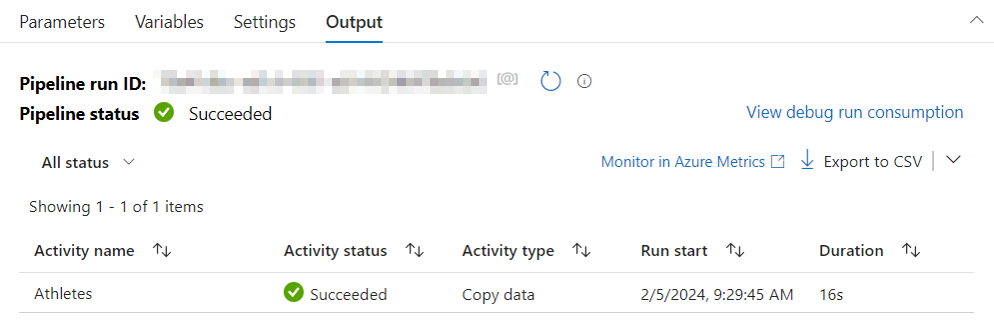 Parameters Variables Settings Output
Pipeline run ID: [@]
Pipeline status Succeeded
View debug run consumption
All status
Monitor in Azure Metrics Export to CSV
Showing 1 - 1 of 1 items
Activity name Activity status Activity type Run start Duration
Athletes Succeeded Copy data 2/5/2024, 9:29:45 AM 16s